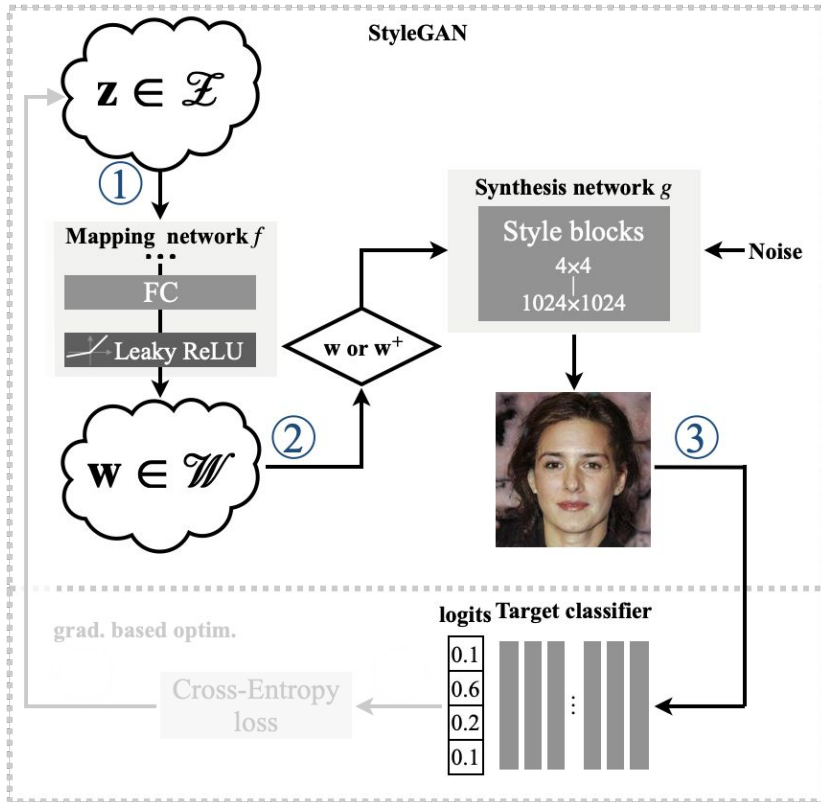 StyleGAN
z ∈ 𝒵
①
Mapping network f
...
FC
Leaky ReLU
w ∈ 𝒲
②
w or w⁺
Synthesis network g
Style blocks
4×4
1024×1024
Noise
③
grad. based optim.
Cross-Entropy
loss
logits
0.1
0.6
0.2
0.1
Target classifier